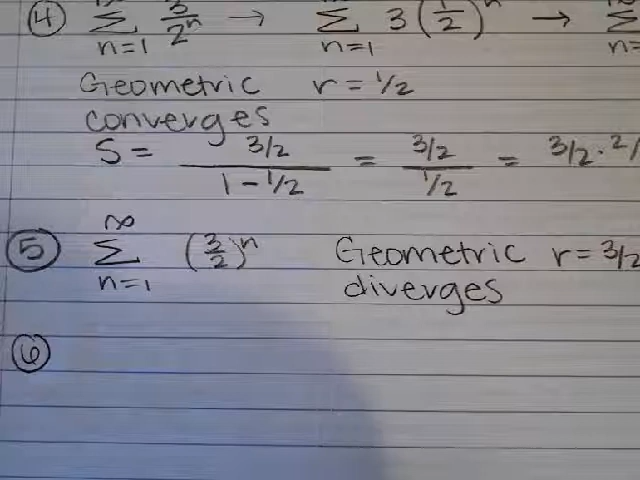 ④ ∑ n=1 3/2ⁿ → ∑ n=1 3(1/2)ⁿ → ∑ n=
Geometric r = 1/2
converges
S = 3/2 / 1 - 1/2 = 3/2 / 1/2 = 3/2 · 2/
⑤ ∞ ∑ n=1 (3/2)ⁿ Geometric r = 3/2
diverges
⑥